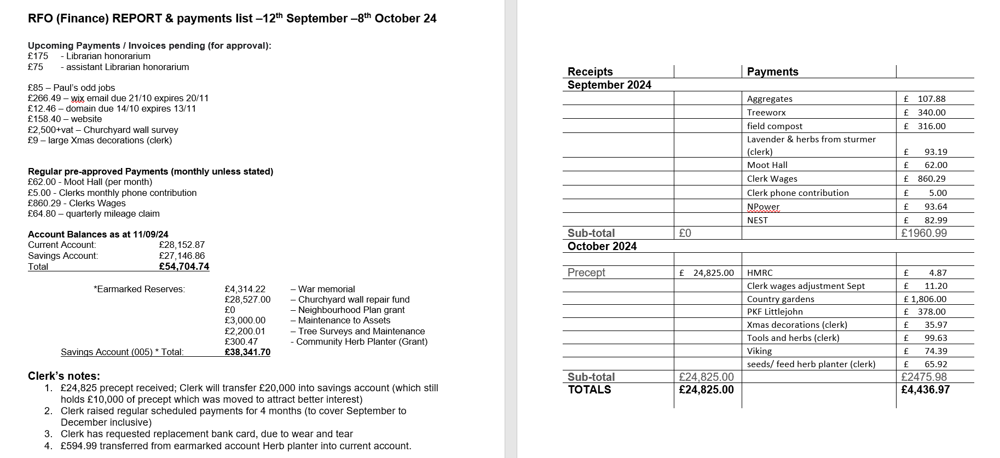 RFO (Finance) REPORT & payments list –12th September –8th October 24
Upcoming Payments / Invoices pending (for approval):
£175 - Librarian honorarium
£75 - assistant Librarian honorarium
£85 – Paul's odd jobs
£266.49 – wix email due 21/10 expires 20/11
£12.46 – domain due 14/10 expires 13/11
£158.40 – website
£2,500+vat – Churchyard wall survey
£9 – large Xmas decorations (clerk)
Regular pre-approved Payments (monthly unless stated)
£62.00 - Moot Hall (per month)
£5.00 - Clerks monthly phone contribution
£860.29 - Clerks Wages
£64.80 – quarterly mileage claim
Account Balances as at 11/09/24
Current Account: £28,152.87
Savings Account: £27,146.86
Total £54,704.74
*Earmarked Reserves: £4,314.22 – War memorial
£28,527.00 – Churchyard wall repair fund
£0 – Neighbourhood Plan grant
£3,000.00 – Maintenance to Assets
£2,200.01 – Tree Surveys and Maintenance
£300.47 - Community Herb Planter (Grant)
Savings Account (005) * Total: £38,341.70
Clerk's notes:
1. £24,825 precept received; Clerk will transfer £20,000 into savings account (which still
holds £10,000 of precept which was moved to attract better interest)
2. Clerk raised regular scheduled payments for 4 months (to cover September to
December inclusive)
3. Clerk has requested replacement bank card, due to wear and tear
4. £594.99 transferred from earmarked account Herb planter into current account.
Receipts Payments
September 2024
Aggregates £ 107.88
Treeworx £ 340.00
field compost £ 316.00
Lavender & herbs from sturmer
(clerk) £ 93.19
Moot Hall £ 62.00
Clerk Wages £ 860.29
Clerk phone contribution £ 5.00
NPower £ 93.64
NEST £ 82.99
Sub-total £0 £1960.99
October 2024
Precept £ 24,825.00 HMRC £ 4.87
Clerk wages adjustment Sept £ 11.20
Country gardens £ 1,806.00
PKF Littlejohn £ 378.00
Xmas decorations (clerk) £ 35.97
Tools and herbs (clerk) £ 99.63
Viking £ 74.39
seeds/ feed herb planter (clerk) £ 65.92
Sub-total £24,825.00 £2475.98
TOTALS £24,825.00 £4,436.97